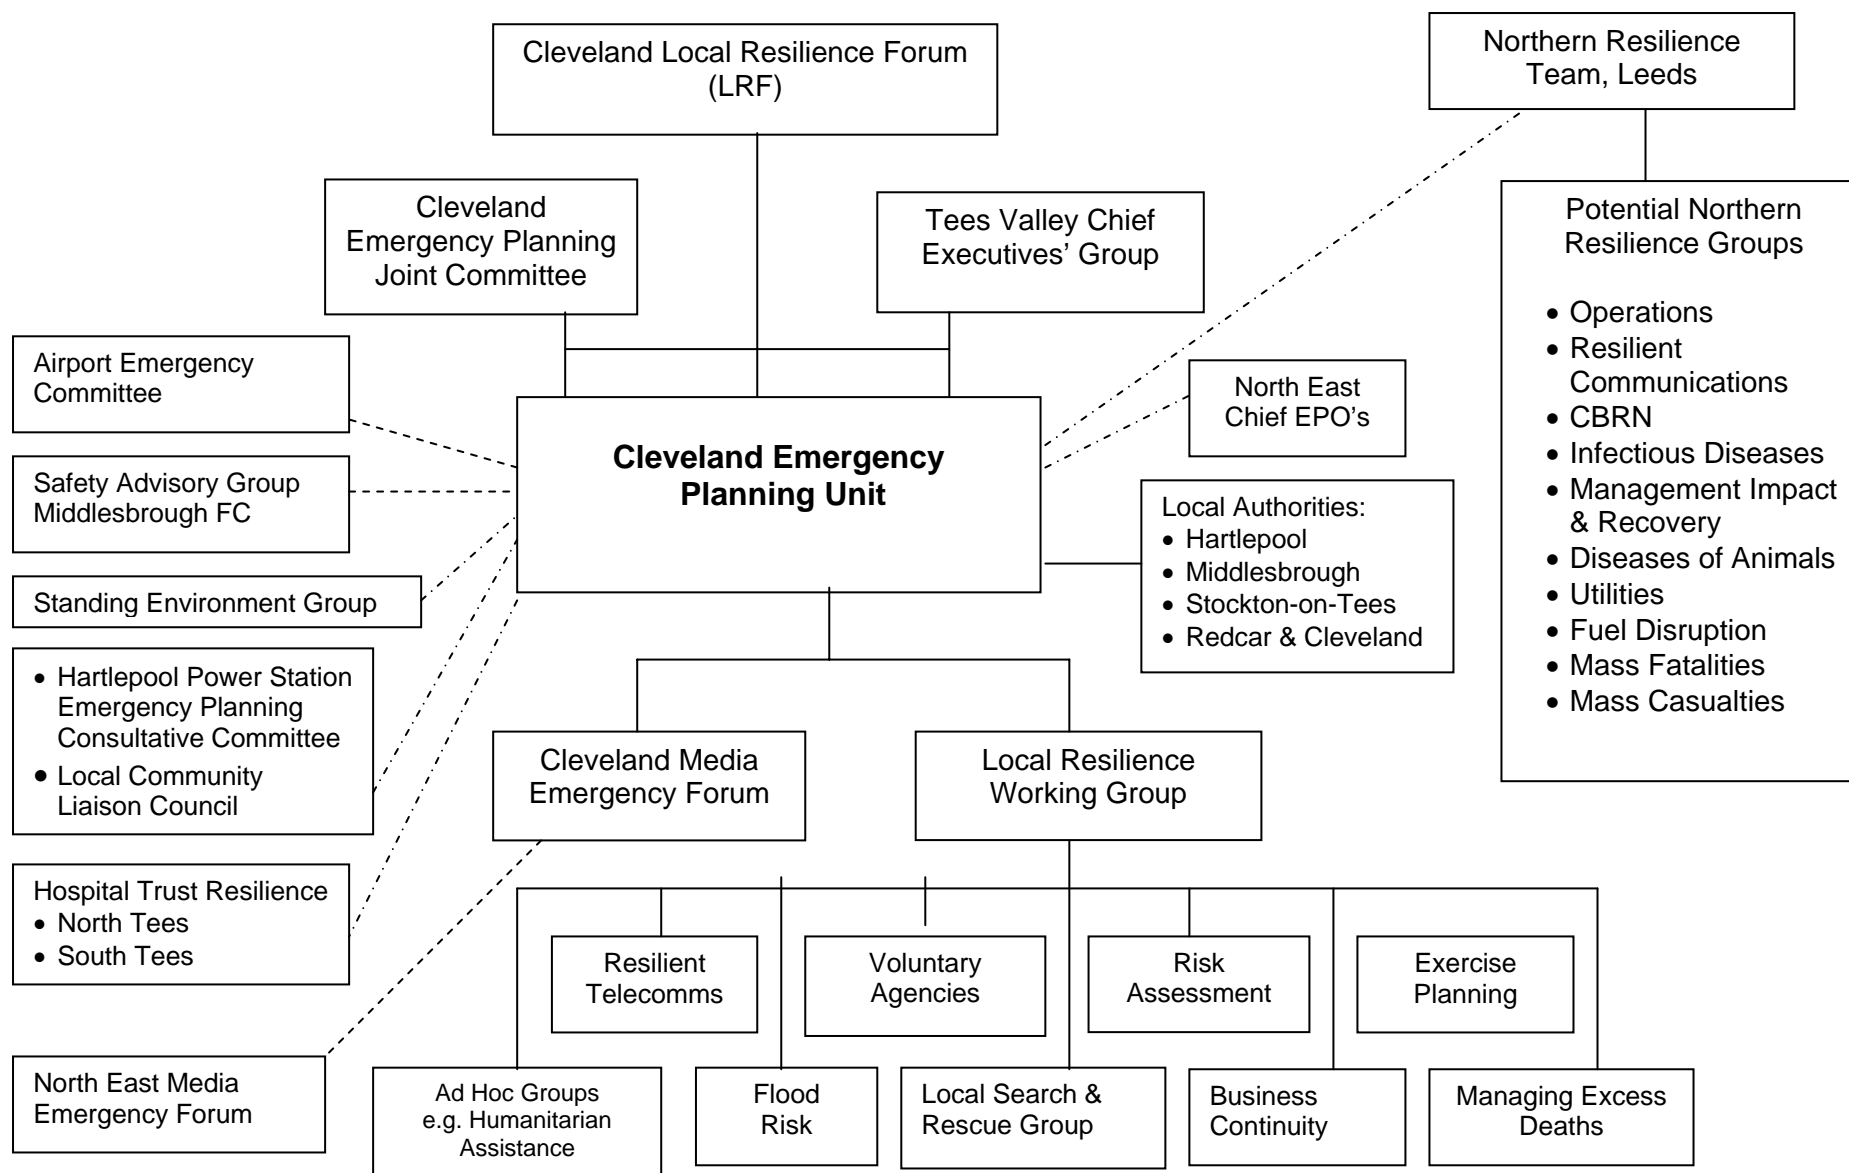 Cleveland Local Resilience Forum
(LRF)
Northern Resilience
Team, Leeds
Cleveland
Emergency Planning
Joint Committee
Tees Valley Chief
Executives’ Group
Potential Northern
Resilience Groups
• Operations
• Resilient
Communications
• CBRN
• Infectious Diseases
• Management Impact
& Recovery
• Diseases of Animals
• Utilities
• Fuel Disruption
• Mass Fatalities
• Mass Casualties
Airport Emergency
Committee
North East
Chief EPO’s
Cleveland Emergency
Planning Unit
Safety Advisory Group
Middlesbrough FC
Local Authorities:
• Hartlepool
• Middlesbrough
• Stockton-on-Tees
• Redcar & Cleveland
Standing Environment Group
• Hartlepool Power Station
Emergency Planning
Consultative Committee
• Local Community
Liaison Council
Cleveland Media
Emergency Forum
Local Resilience
Working Group
Hospital Trust Resilience
• North Tees
• South Tees
Resilient
Telecomms
Voluntary
Agencies
Risk
Assessment
Exercise
Planning
North East Media
Emergency Forum
Ad Hoc Groups
e.g. Humanitarian
Assistance
Flood
Risk
Local Search &
Rescue Group
Business
Continuity
Managing Excess
Deaths